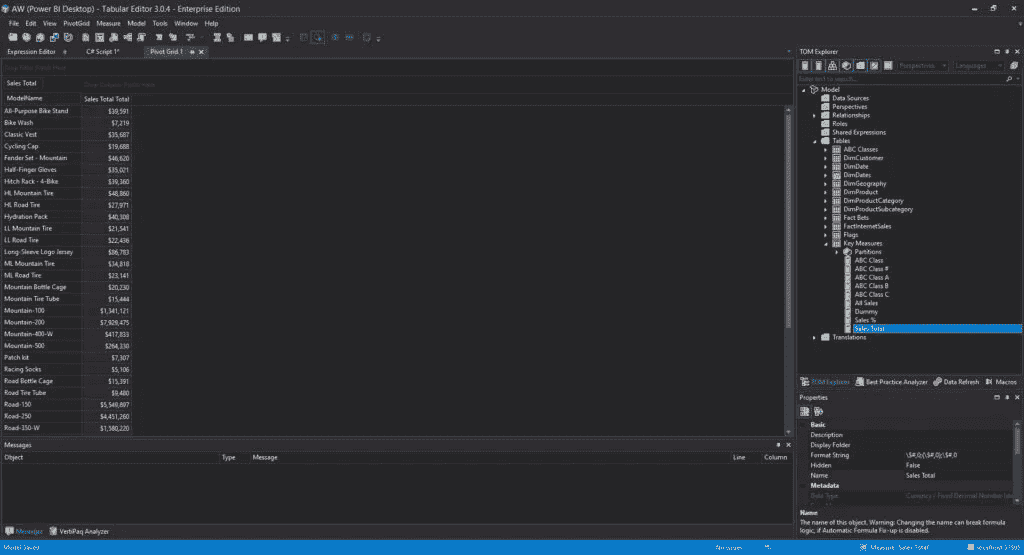 AW (Power BI Desktop) - Tabular Editor 3.0.4 - Enterprise Edition
File Edit View PivotGrid Measure Model Tools Window Help
Expression Editor C# Script 1* Pivot Grid 1
Sales Total
ModelName Sales Total Total
All-Purpose Bike Stand $39,591
Bike Wash $7,219
Classic Vest $35,687
Cycling Cap $19,688
Fender Set - Mountain $46,620
Half-Finger Gloves $35,021
Hitch Rack - 4-Bike $39,360
HL Mountain Tire $48,860
HL Road Tire $27,971
Hydration Pack $40,308
LL Mountain Tire $21,541
LL Road Tire $22,436
Long-Sleeve Logo Jersey $86,783
ML Mountain Tire $34,818
ML Road Tire $23,141
Mountain Bottle Cage $20,230
Mountain Tire Tube $15,444
Mountain-100 $1,341,121
Mountain-200 $7,929,475
Mountain-400-W $417,833
Mountain-500 $264,330
Patch kit $7,307
Racing Socks $5,106
Road Bottle Cage $15,391
Road Tire Tube $9,480
Road-150 $5,549,897
Road-250 $4,451,260
Road-350-W $1,580,220
Messages
Object Type Message Line Column
Messages VertiPaq Analyzer
TOM Explorer
Perspectives Languages
Enter text to search...
Model
Data Sources
Perspectives
Relationships
Roles
Shared Expressions
Tables
ABC Classes
DimCustomer
DimDate
DimDates
DimGeography
DimProduct
DimProductCategory
DimProductSubcategory
Fact Bets
FactInternetSales
Flags
Key Measures
Partitions
ABC Class
ABC Class #
ABC Class A
ABC Class B
ABC Class C
All Sales
Dummy
Sales %
Sales Total
Translations
TOM Explorer Best Practice Analyzer Data Refresh Macros
Properties
Basic
Description
Display Folder
Format String \$#,0;(\$#,0);\$#,0
Hidden False
Name Sales Total
Metadata
Data Type Currency / Fixed Decimal Number
Name
The name of this object. Warning: Changing the name can break formula
logic, if Automatic Formula Fix-up is disabled.
Model Saved No issues Measure: Sales Total